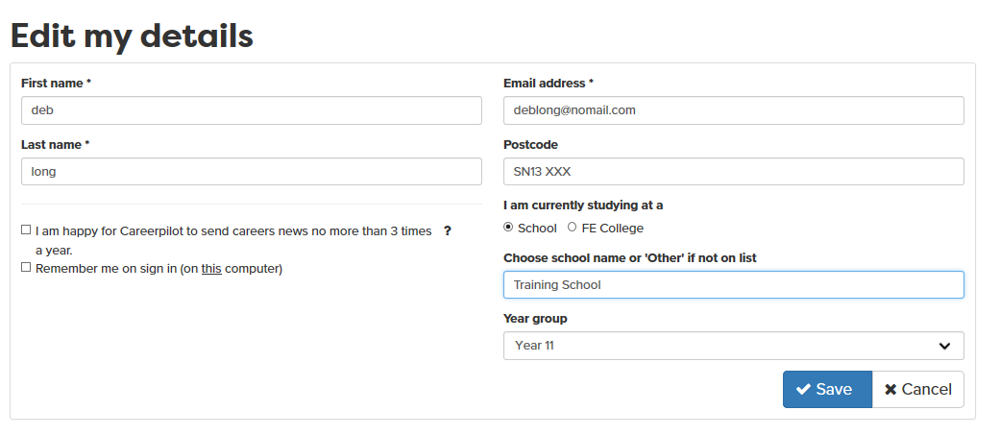 Edit my details
First name *
deb
Last name *
long
I am happy for Careerpilot to send careers news no more than 3 times ?
a year.
Remember me on sign in (on this computer)
Email address *
deblong@nomail.com
Postcode
SN13 XXX
I am currently studying at a
School FE College
Choose school name or 'Other' if not on list
Training School
Year group
Year 11
Save Cancel